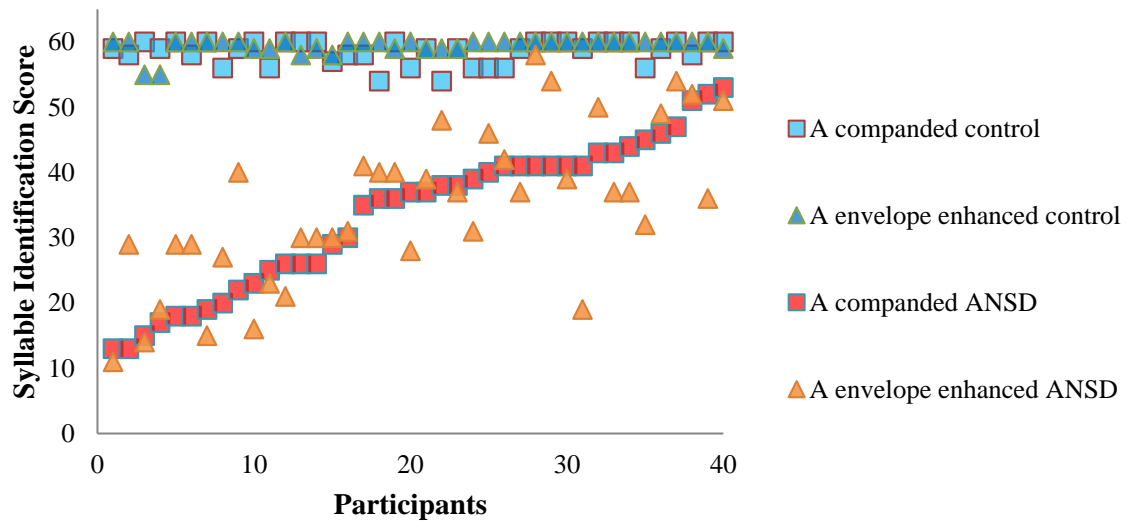 Syllable Identification Score
60
50
40
30
20
10
0
0 10 20 30 40
Participants
A companded control
A envelope enhanced control
A companded ANSD
A envelope enhanced ANSD